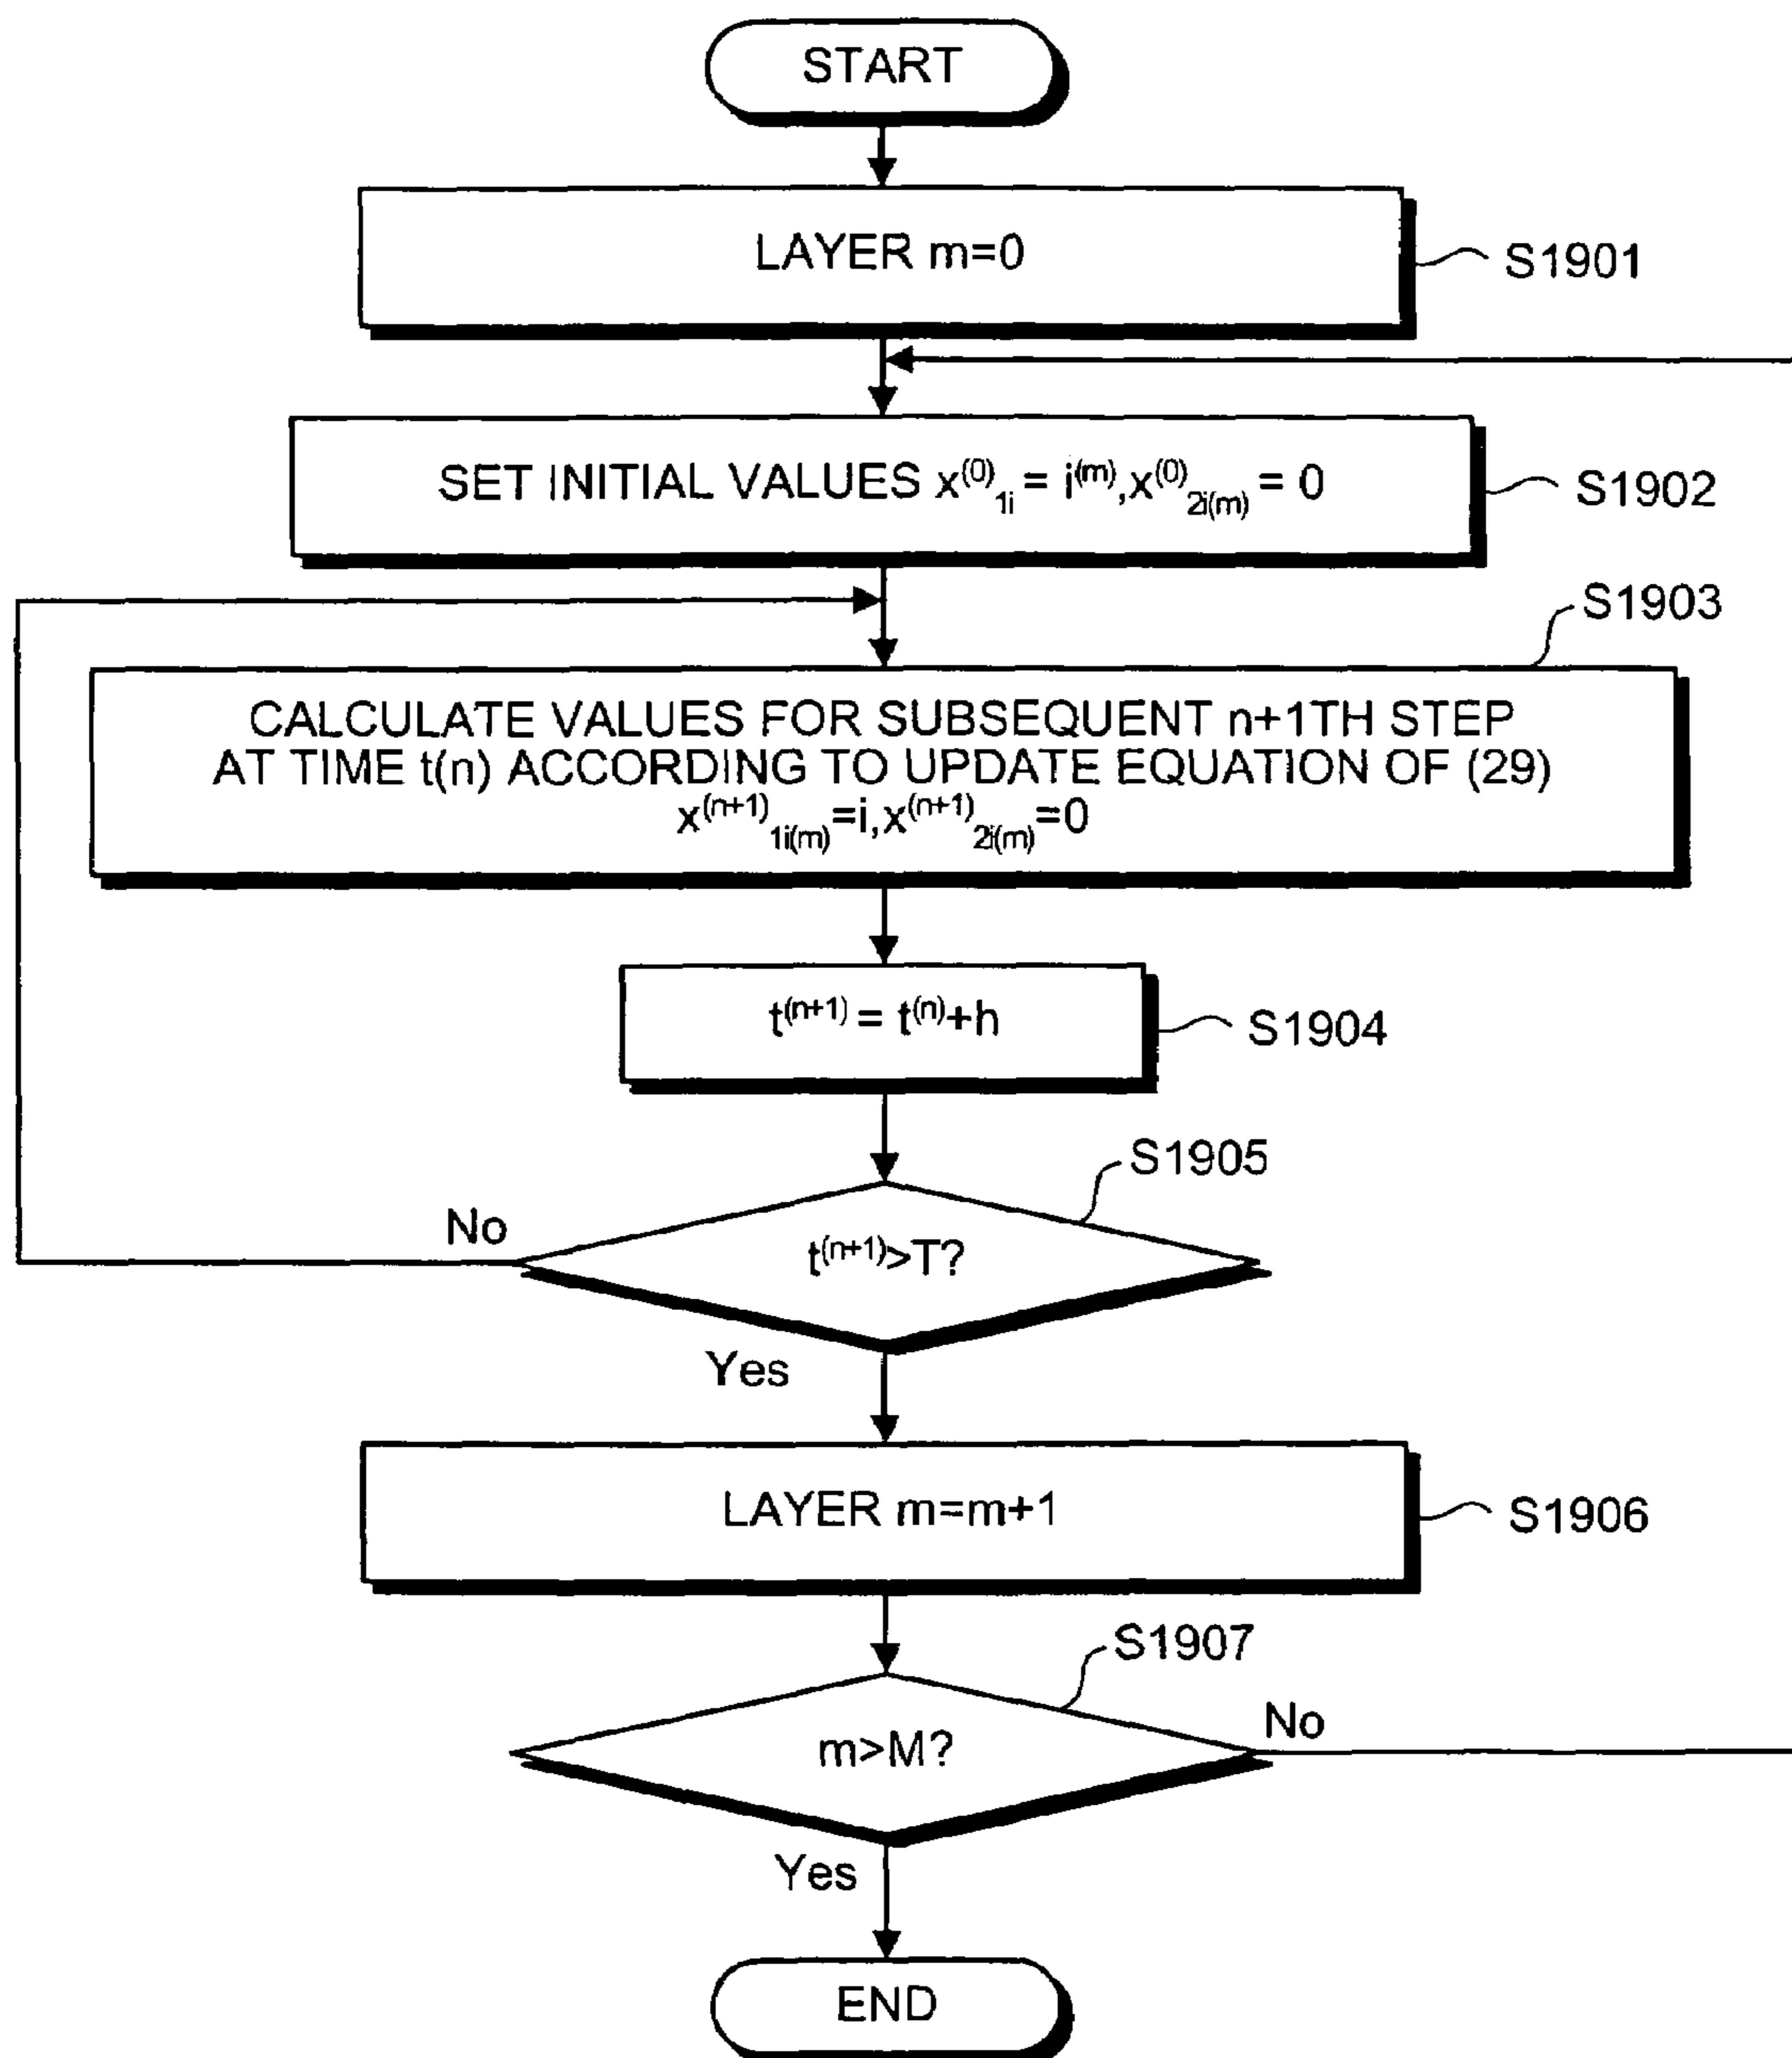 START
LAYER m=0
S1901
SET INITIAL VALUES x⁽⁰⁾₁ᵢ = i⁽ᵐ⁾,x⁽⁰⁾₂ᵢ₍ₘ₎ = 0
S1902
S1903
CALCULATE VALUES FOR SUBSEQUENT n+1TH STEP
AT TIME t(n) ACCORDING TO UPDATE EQUATION OF (29)
x⁽ⁿ⁺¹⁾₁ᵢ₍ₘ₎=i,x⁽ⁿ⁺¹⁾₂ᵢ₍ₘ₎=0
t⁽ⁿ⁺¹⁾ = t⁽ⁿ⁾+h
S1904
S1905
No
t⁽ⁿ⁺¹⁾>T?
Yes
LAYER m=m+1
S1906
S1907
No
m>M?
Yes
END